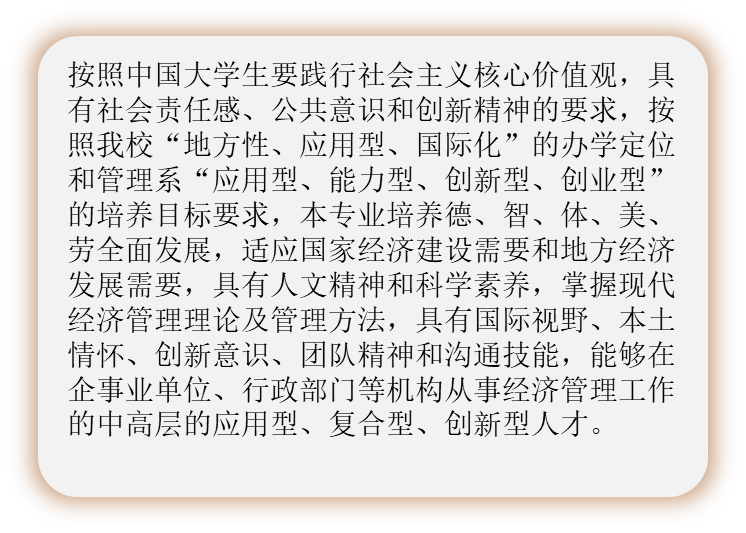 按照中国大学生要践行社会主义核心价值观，具
有社会责任感、公共意识和创新精神的要求，按
照我校“地方性、应用型、国际化”的办学定位
和管理系“应用型、能力型、创新型、创业型”
的培养目标要求，本专业培养德、智、体、美、
劳全面发展，适应国家经济建设需要和地方经济
发展需要，具有人文精神和科学素养，掌握现代
经济管理理论及管理方法，具有国际视野、本土
情怀、创新意识、团队精神和沟通技能，能够在
企事业单位、行政部门等机构从事经济管理工作
的中高层的应用型、复合型、创新型人才。